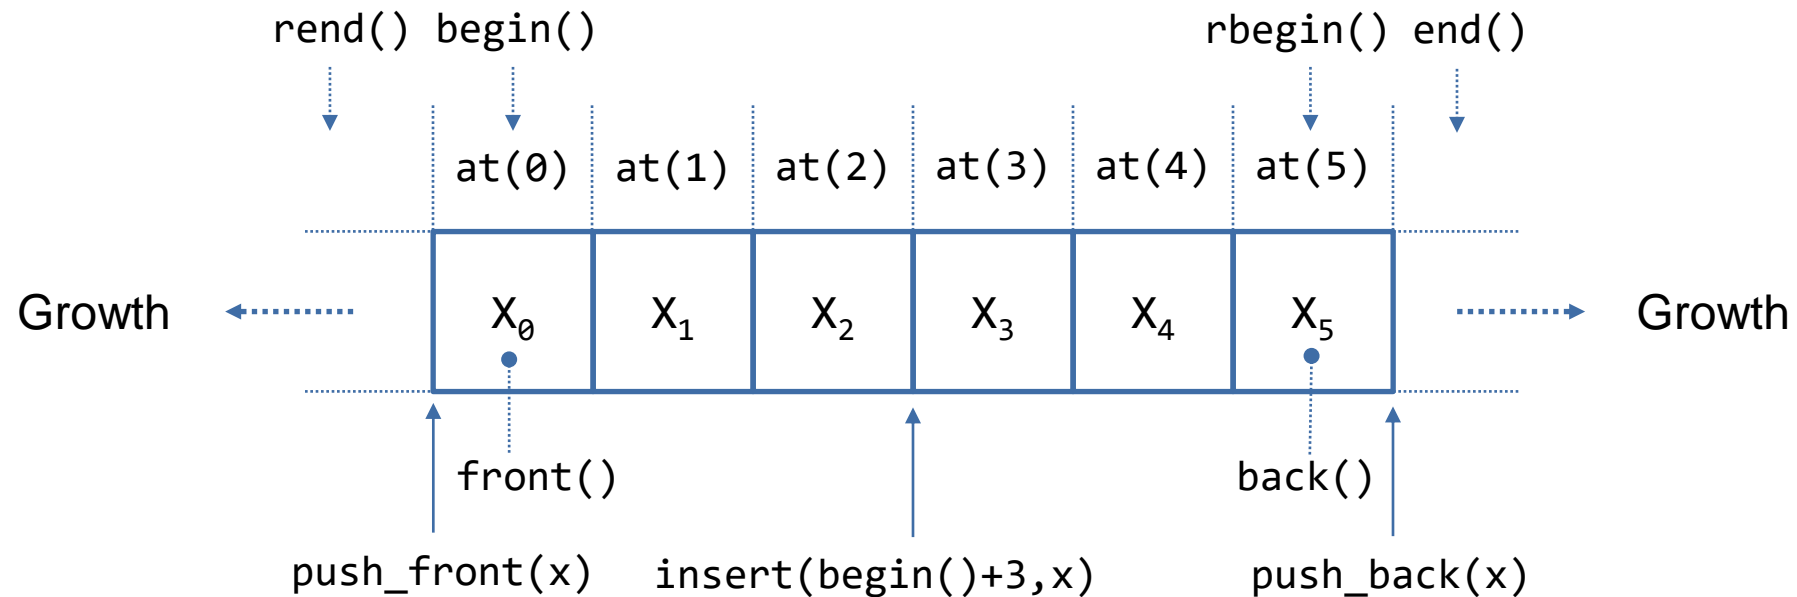 rend() begin() rbegin() end()
at(0) at(1) at(2) at(3) at(4) at(5)
Growth X₀ X₁ X₂ X₃ X₄ X₅ Growth
front() back()
push_front(x) insert(begin()+3,x) push_back(x)